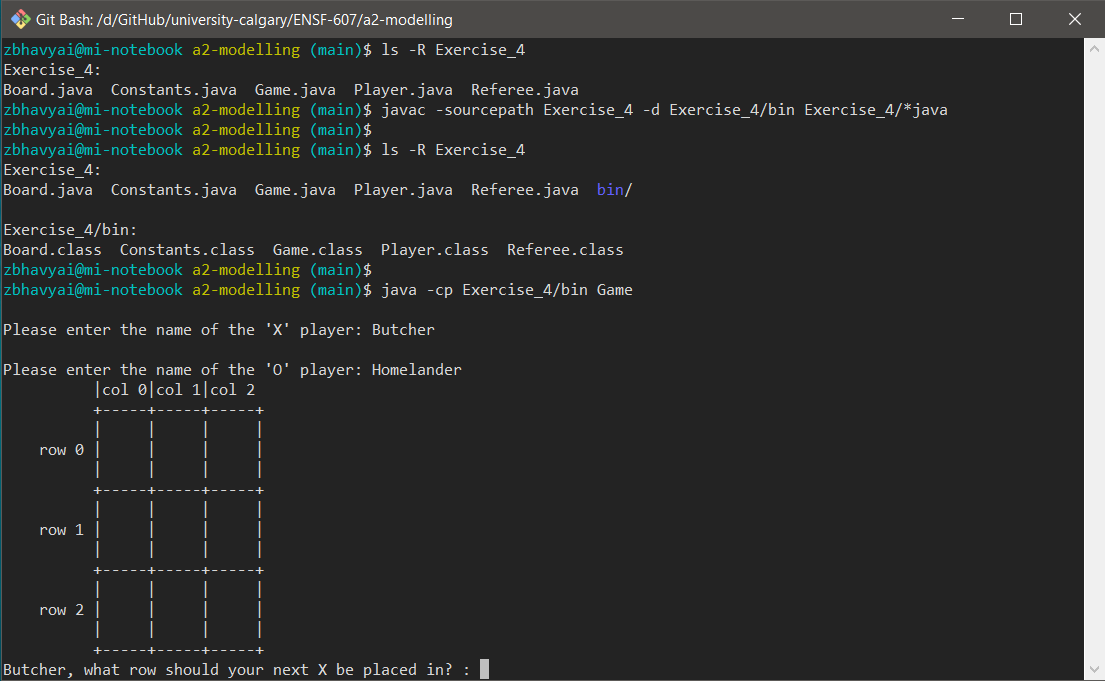 Git Bash: /d/GitHub/university-calgary/ENSF-607/a2-modelling
zbhavyai@mi-notebook a2-modelling (main)$ ls -R Exercise_4
Exercise_4:
Board.java  Constants.java  Game.java  Player.java  Referee.java
zbhavyai@mi-notebook a2-modelling (main)$ javac -sourcepath Exercise_4 -d Exercise_4/bin Exercise_4/*java
zbhavyai@mi-notebook a2-modelling (main)$
zbhavyai@mi-notebook a2-modelling (main)$ ls -R Exercise_4
Exercise_4:
Board.java  Constants.java  Game.java  Player.java  Referee.java  bin/

Exercise_4/bin:
Board.class  Constants.class  Game.class  Player.class  Referee.class
zbhavyai@mi-notebook a2-modelling (main)$
zbhavyai@mi-notebook a2-modelling (main)$ java -cp Exercise_4/bin Game

Please enter the name of the 'X' player: Butcher

Please enter the name of the 'O' player: Homelander
          |col 0|col 1|col 2
          +-----+-----+-----+
          |     |     |     |
    row 0 |     |     |     |
          |     |     |     |
          +-----+-----+-----+
          |     |     |     |
    row 1 |     |     |     |
          |     |     |     |
          +-----+-----+-----+
          |     |     |     |
    row 2 |     |     |     |
          |     |     |     |
          +-----+-----+-----+
Butcher, what row should your next X be placed in? :